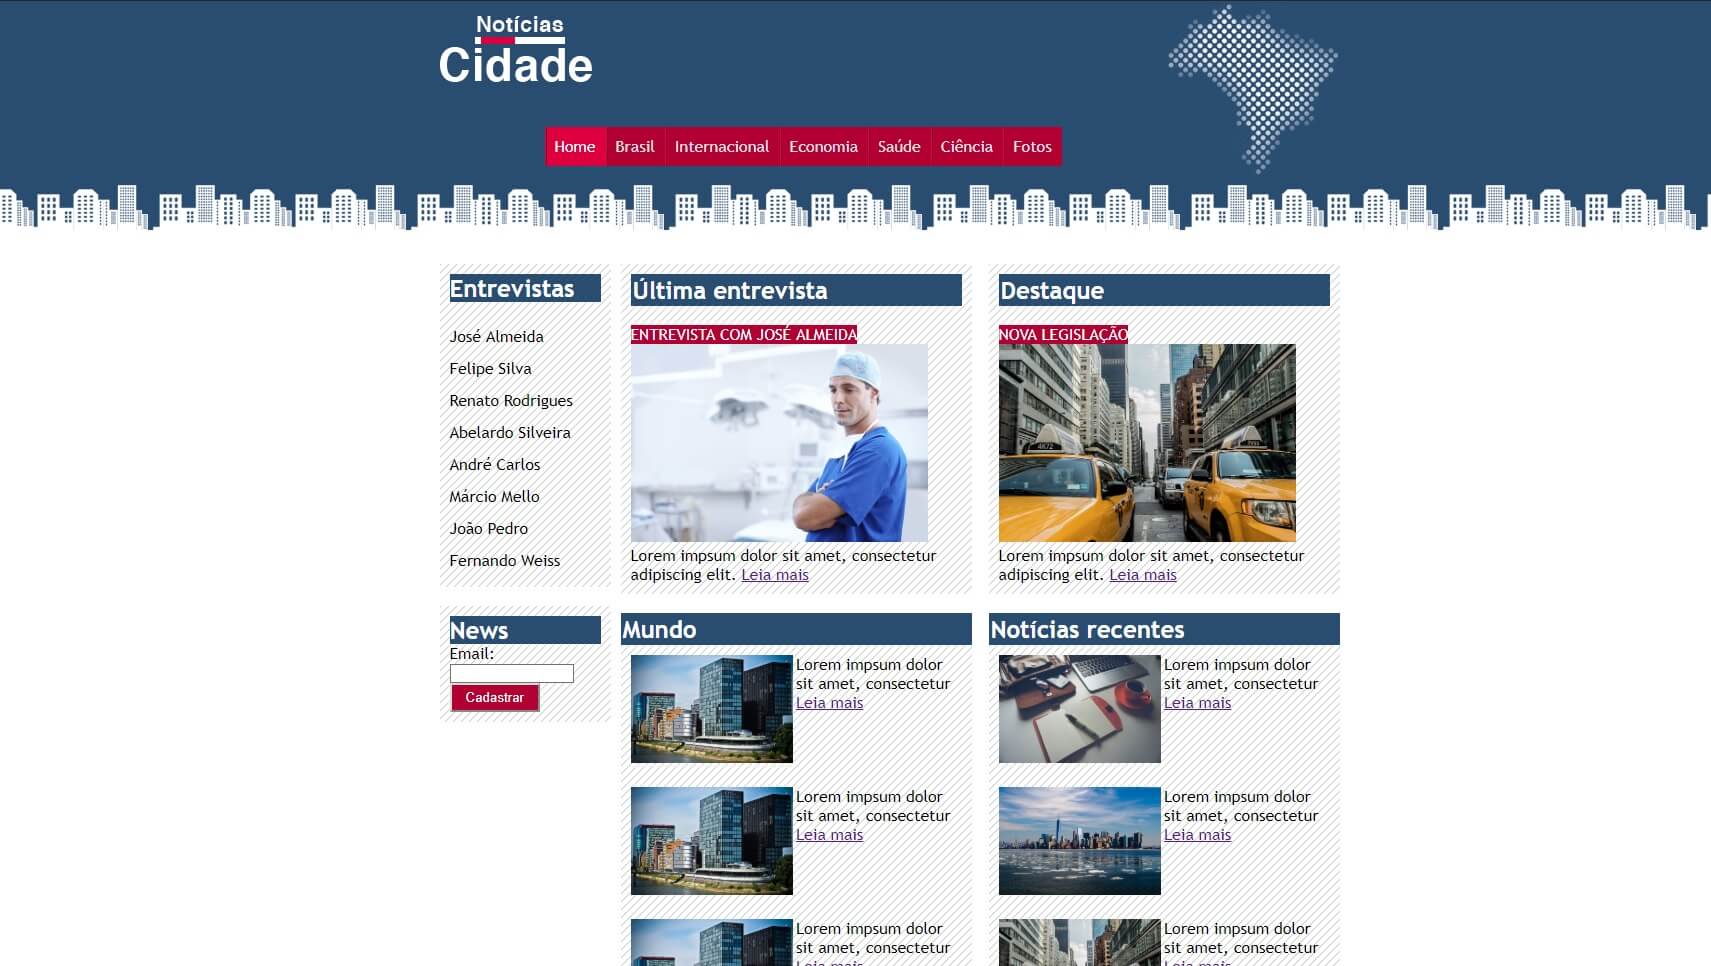 Notícias
Cidade
Home Brasil Internacional Economia Saúde Ciência Fotos
Entrevistas
José Almeida
Felipe Silva
Renato Rodrigues
Abelardo Silveira
André Carlos
Márcio Mello
João Pedro
Fernando Weiss
News
Email:
Cadastrar
Última entrevista
ENTREVISTA COM JOSÉ ALMEIDA
Lorem impsum dolor sit amet, consectetur
adipiscing elit. Leia mais
Destaque
NOVA LEGISLAÇÃO
Lorem impsum dolor sit amet, consectetur
adipiscing elit. Leia mais
Mundo
Lorem impsum dolor
sit amet, consectetur
Leia mais
Lorem impsum dolor
sit amet, consectetur
Leia mais
Lorem impsum dolor
sit amet, consectetur
Leia mais
Notícias recentes
Lorem impsum dolor
sit amet, consectetur
Leia mais
Lorem impsum dolor
sit amet, consectetur
Leia mais
Lorem impsum dolor
sit amet, consectetur
Leia mais